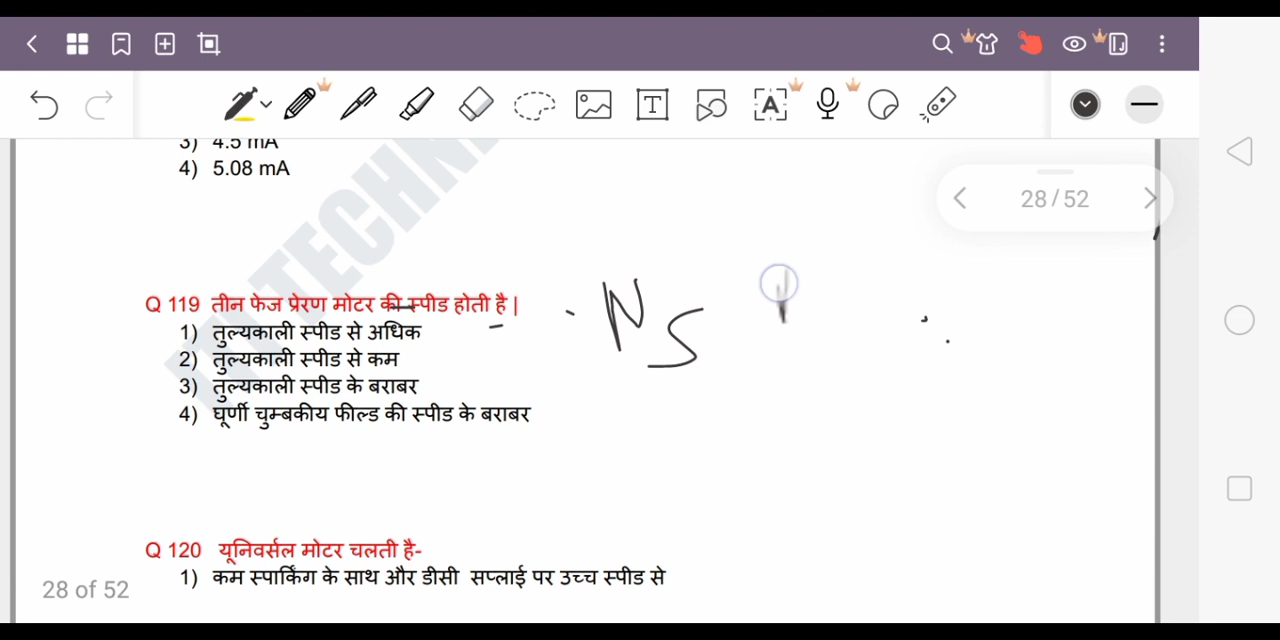 3) 4.5 mA
4) 5.08 mA
28/52
Q 119 तीन फेज प्रेरण मोटर की स्पीड होती है |
1) तुल्यकाली स्पीड से अधिक
2) तुल्यकाली स्पीड से कम
3) तुल्यकाली स्पीड के बराबर
4) घूर्णी चुम्बकीय फील्ड की स्पीड के बराबर
NS
Q 120 यूनिवर्सल मोटर चलती है-
1) कम स्पार्किंग के साथ और डीसी सप्लाई पर उच्च स्पीड से
28 of 52
ITI TECHNI